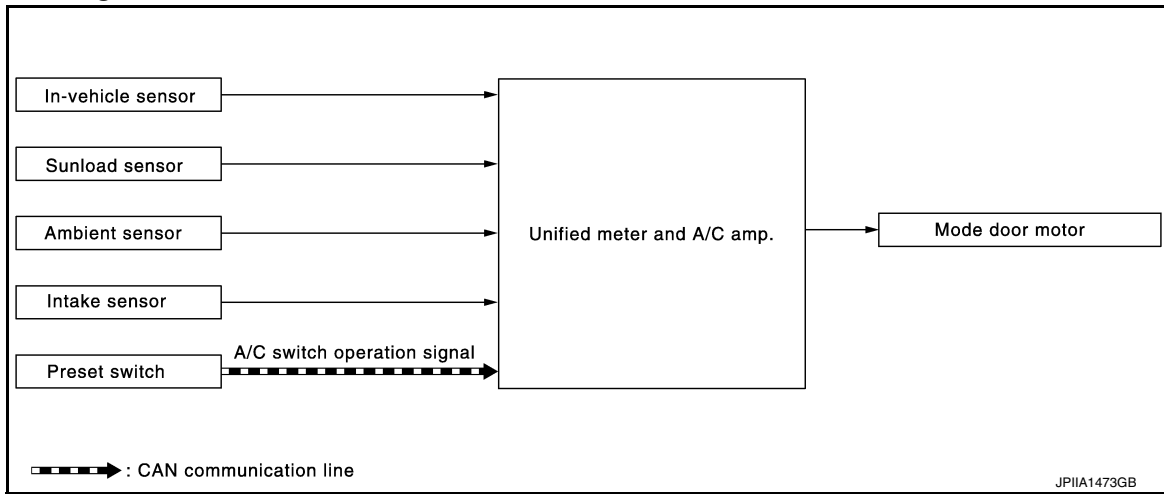 In-vehicle sensor
Sunload sensor
Ambient sensor
Intake sensor
Preset switch
A/C switch operation signal
Unified meter and A/C amp.
Mode door motor
: CAN communication line
JPIIA1473GB